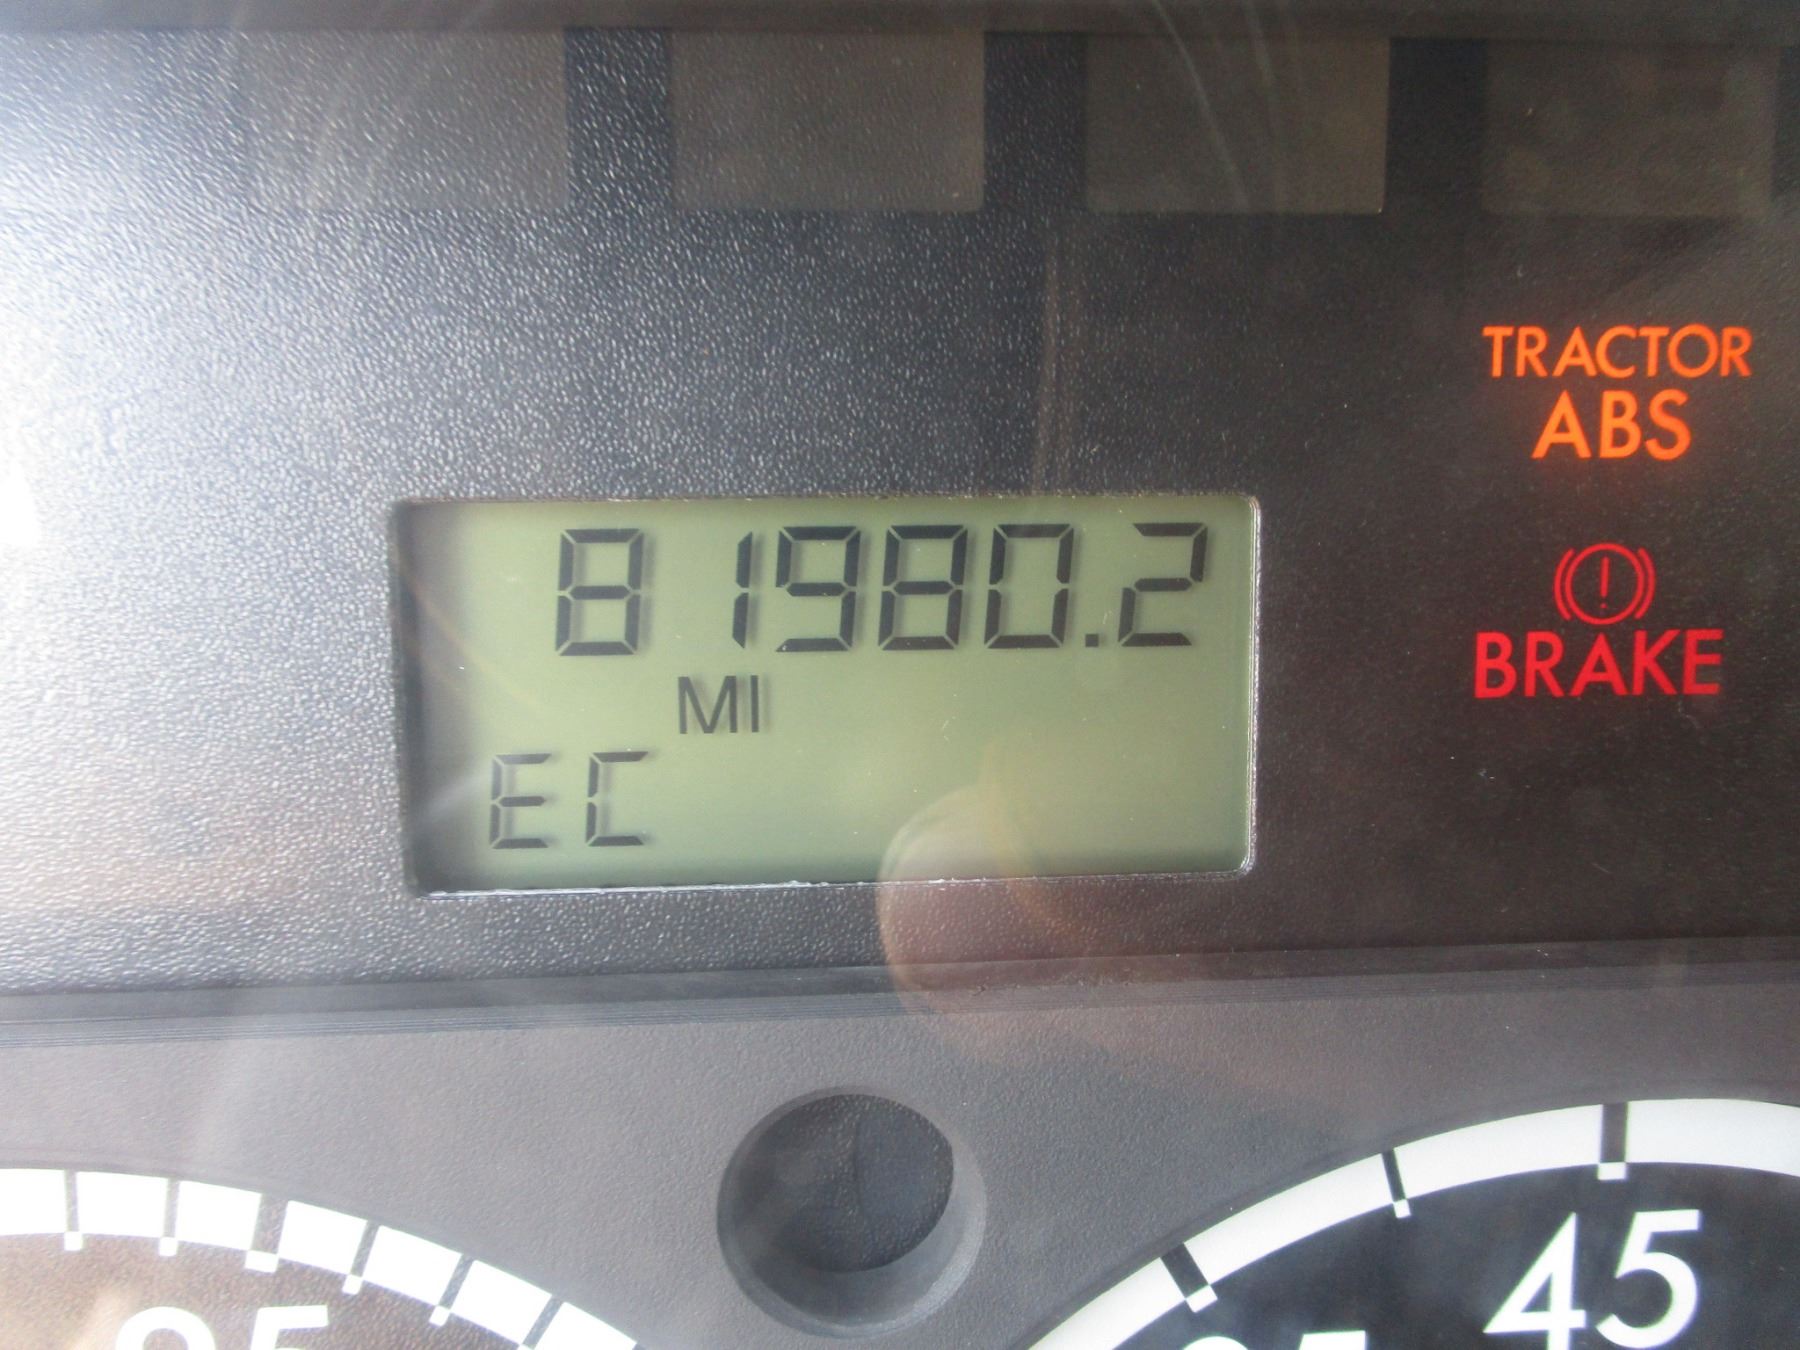 TRACTOR
ABS
81980.2
MI
BRAKE
EC
45